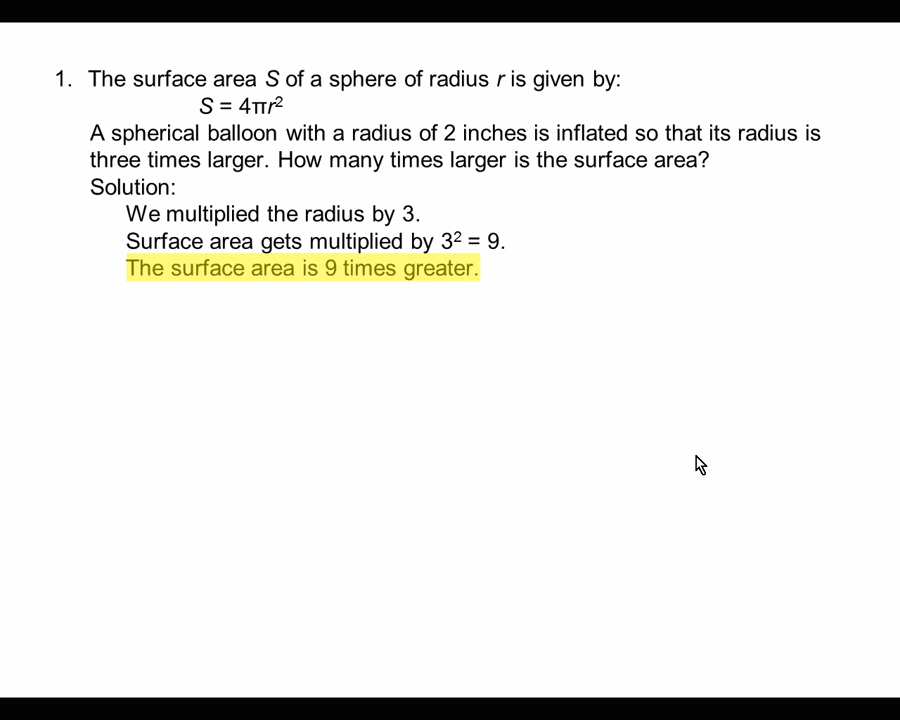 1. The surface area S of a sphere of radius r is given by:
S = 4πr²
A spherical balloon with a radius of 2 inches is inflated so that its radius is
three times larger. How many times larger is the surface area?
Solution:
We multiplied the radius by 3.
Surface area gets multiplied by 3² = 9.
The surface area is 9 times greater.